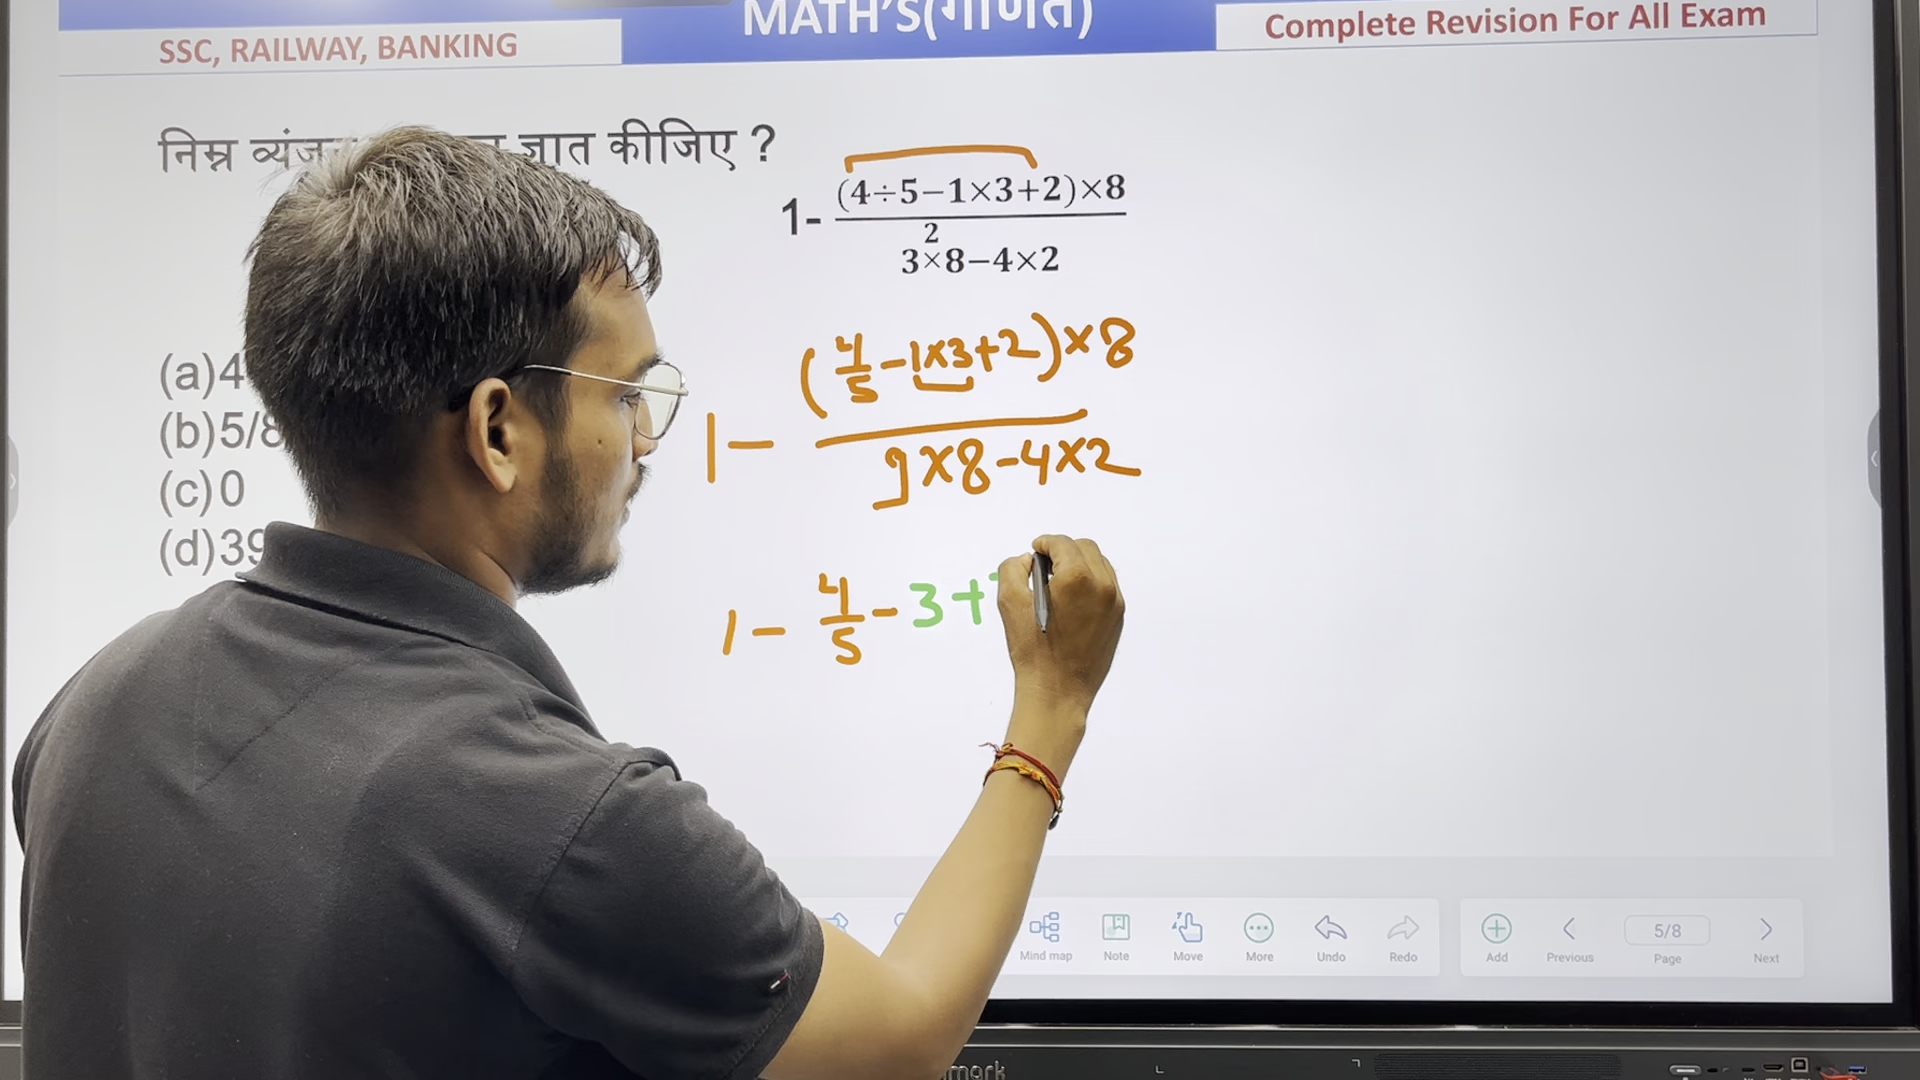 MATH'S(गणित)
SSC, RAILWAY, BANKING
Complete Revision For All Exam
निम्न ज्ञात कीजिए ?
1- (4÷5−1×3+2)×8
3²×8−4×2
(a)4
(b)5/8
(c)0
(d)39
(4/5-1×3+2)×8
1-
9×8-4×2
1- 4/5 - 3+
Mind map
Note
Move
More
Undo
Redo
Add
Previous
5/8
Page
Next